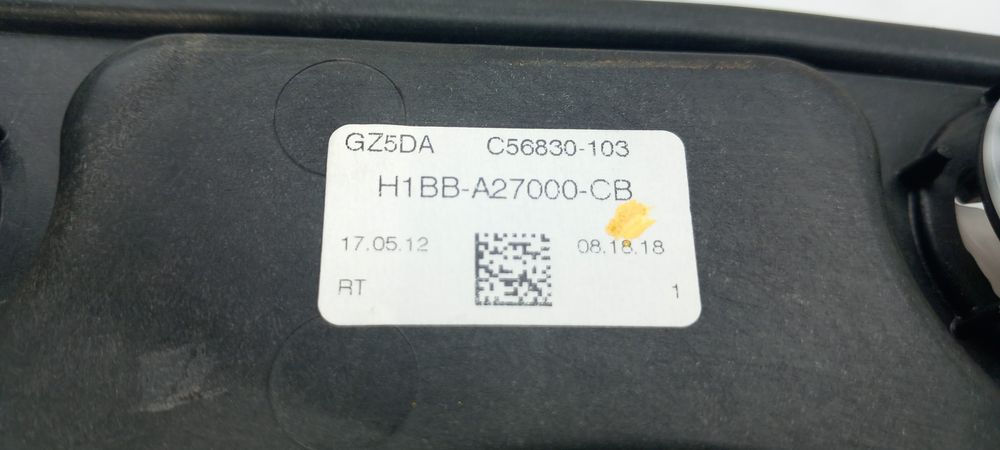 GZ5DA C56830-103
H1BB-A27000-CB
17.05.12 08.18.18
RT 1